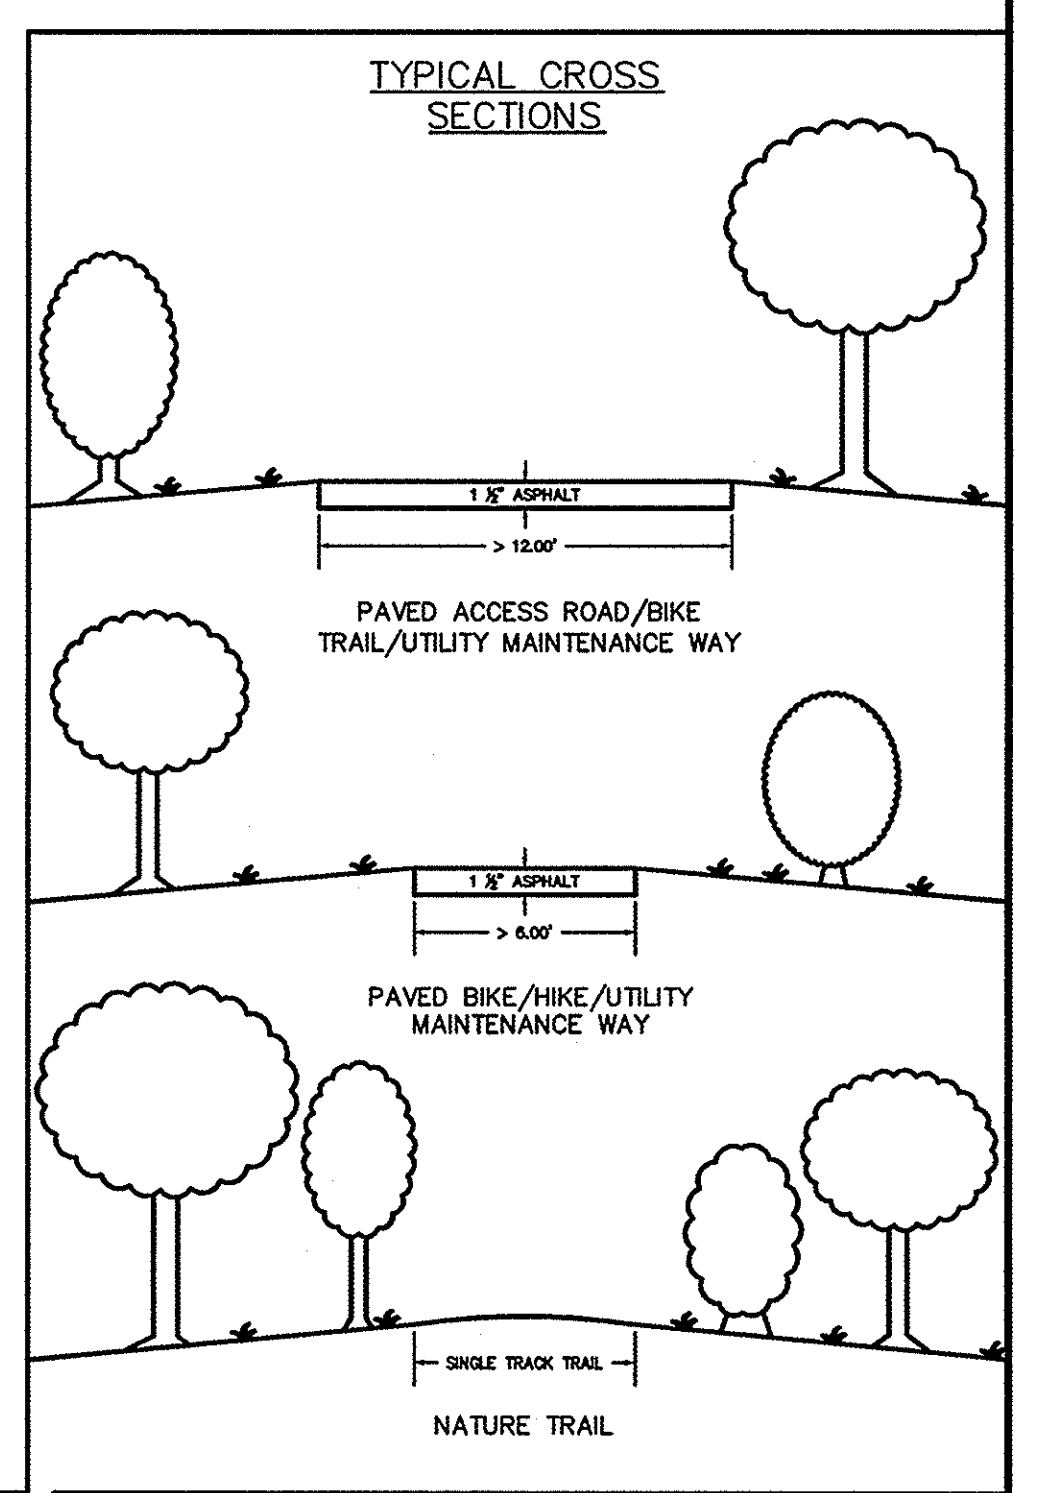 TYPICAL CROSS
SECTIONS
1 ½" ASPHALT
> 12.00'
PAVED ACCESS ROAD/BIKE
TRAIL/UTILITY MAINTENANCE WAY
1 ½" ASPHALT
> 6.00'
PAVED BIKE/HIKE/UTILITY
MAINTENANCE WAY
SINGLE TRACK TRAIL
NATURE TRAIL